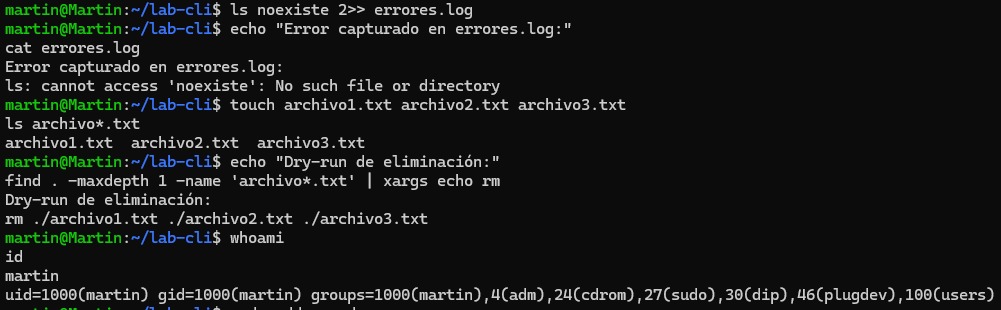 martin@Martin:~/lab-cli$ ls noexiste 2>> errores.log
martin@Martin:~/lab-cli$ echo "Error capturado en errores.log:"
cat errores.log
Error capturado en errores.log:
ls: cannot access 'noexiste': No such file or directory
martin@Martin:~/lab-cli$ touch archivo1.txt archivo2.txt archivo3.txt
ls archivo*.txt
archivo1.txt  archivo2.txt  archivo3.txt
martin@Martin:~/lab-cli$ echo "Dry-run de eliminación:"
find . -maxdepth 1 -name 'archivo*.txt' | xargs echo rm
Dry-run de eliminación:
rm ./archivo1.txt ./archivo2.txt ./archivo3.txt
martin@Martin:~/lab-cli$ whoami
id
martin
uid=1000(martin) gid=1000(martin) groups=1000(martin),4(adm),24(cdrom),27(sudo),30(dip),46(plugdev),100(users)